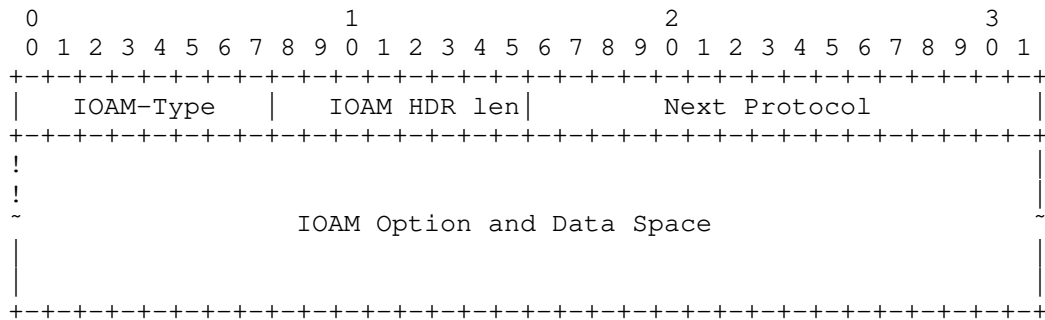 0                   1                   2                   3
 0 1 2 3 4 5 6 7 8 9 0 1 2 3 4 5 6 7 8 9 0 1 2 3 4 5 6 7 8 9 0 1
+-+-+-+-+-+-+-+-+-+-+-+-+-+-+-+-+-+-+-+-+-+-+-+-+-+-+-+-+-+-+-+-+
|   IOAM-Type   |   IOAM HDR len|        Next Protocol          |
+-+-+-+-+-+-+-+-+-+-+-+-+-+-+-+-+-+-+-+-+-+-+-+-+-+-+-+-+-+-+-+-+
!                                                               |
!                                                               |
~                 IOAM Option and Data Space                    ~
|                                                               |
|                                                               |
+-+-+-+-+-+-+-+-+-+-+-+-+-+-+-+-+-+-+-+-+-+-+-+-+-+-+-+-+-+-+-+-+